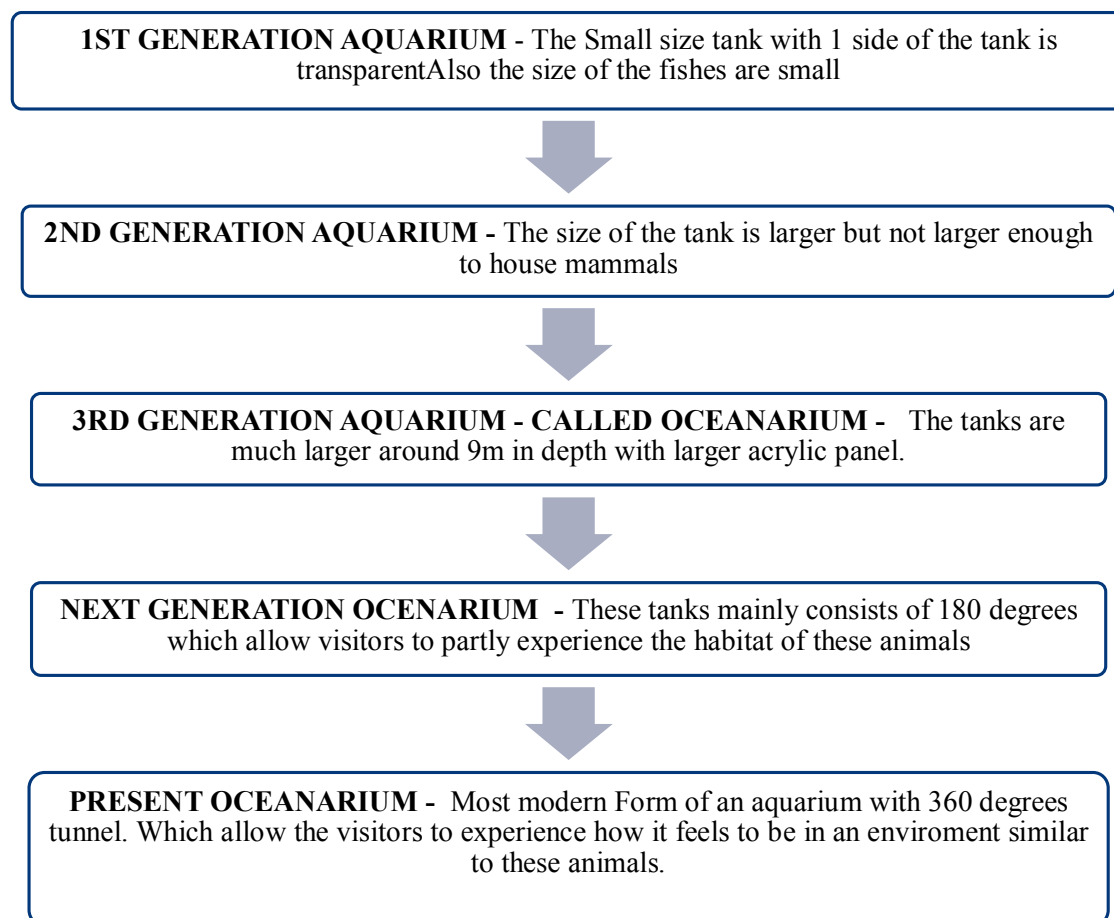 1ST GENERATION AQUARIUM - The Small size tank with 1 side of the tank is
transparentAlso the size of the fishes are small
2ND GENERATION AQUARIUM - The size of the tank is larger but not larger enough
to house mammals
3RD GENERATION AQUARIUM - CALLED OCEANARIUM - The tanks are
much larger around 9m in depth with larger acrylic panel.
NEXT GENERATION OCENARIUM - These tanks mainly consists of 180 degrees
which allow visitors to partly experience the habitat of these animals
PRESENT OCEANARIUM - Most modern Form of an aquarium with 360 degrees
tunnel. Which allow the visitors to experience how it feels to be in an enviroment similar
to these animals.